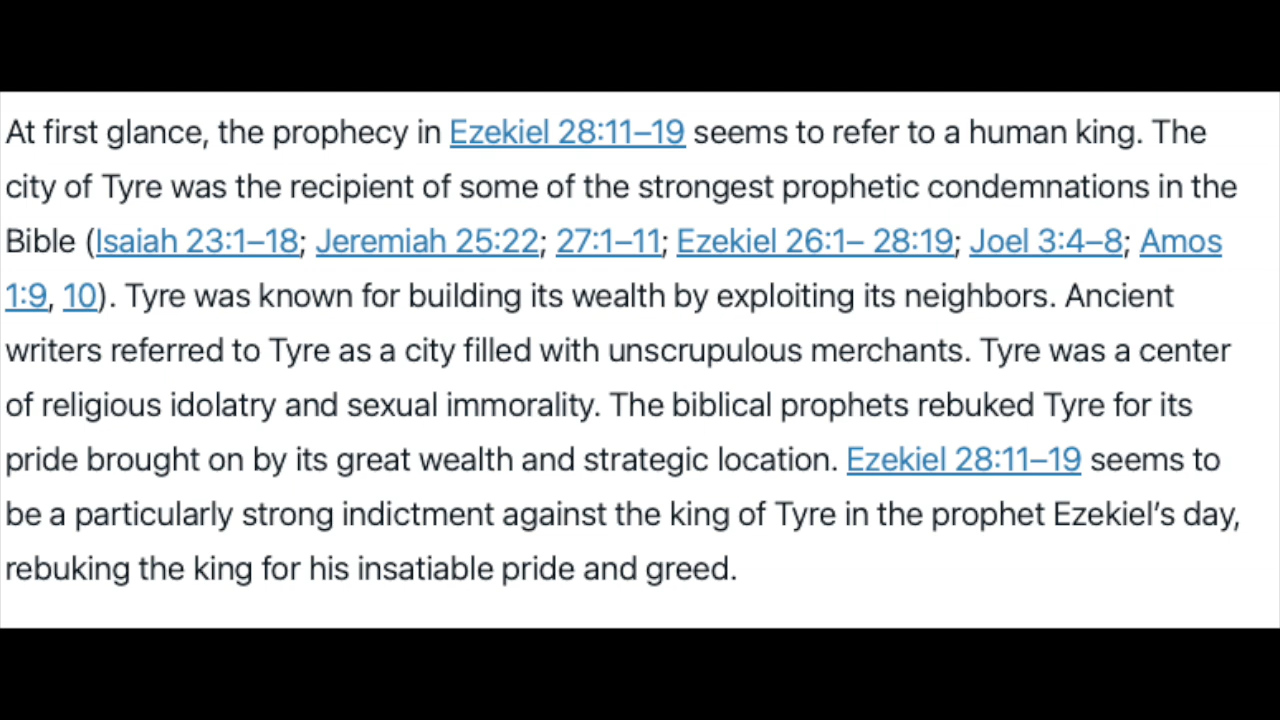 At first glance, the prophecy in Ezekiel 28:11–19 seems to refer to a human king. The
city of Tyre was the recipient of some of the strongest prophetic condemnations in the
Bible (Isaiah 23:1–18; Jeremiah 25:22; 27:1–11; Ezekiel 26:1– 28:19; Joel 3:4–8; Amos
1:9, 10). Tyre was known for building its wealth by exploiting its neighbors. Ancient
writers referred to Tyre as a city filled with unscrupulous merchants. Tyre was a center
of religious idolatry and sexual immorality. The biblical prophets rebuked Tyre for its
pride brought on by its great wealth and strategic location. Ezekiel 28:11–19 seems to
be a particularly strong indictment against the king of Tyre in the prophet Ezekiel’s day,
rebuking the king for his insatiable pride and greed.